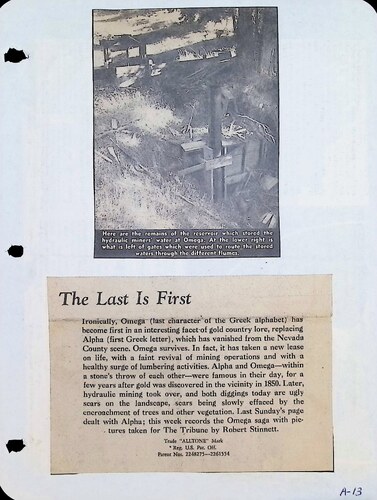 Here are the remains of the reservoir which stored the
hydraulic miners' water at Omega. At the lower right is
what is left of gates which were used to route the stored
waters through the different flumes.
The Last Is First
Ironically, Omega (last character of the Greek alphabet) has
become first in an interesting facet of gold country lore, replacing
Alpha (first Greek letter), which has vanished from the Nevada
County scene. Omega survives. In fact, it has taken a new lease
on life, with a faint revival of mining operations and with a
healthy surge of lumbering activities. Alpha and Omega—within
a stone's throw of each other—were famous in their day, for
a few years after gold was discovered in the vicinity in 1850. Later,
hydraulic mining took over, and both diggings today are ugly
scars on the landscape, scars being slowly effaced by the
encroachment of trees and other vegetation. Last Sunday's page
dealt with Alpha; this week records the Omega saga with pic-
tures taken for The Tribune by Robert Stinnett.
Trade "ALLTONE" Mark
* Reg. U.S. Pat. Off.
Patent Nos. 2248275—2261534
A-13